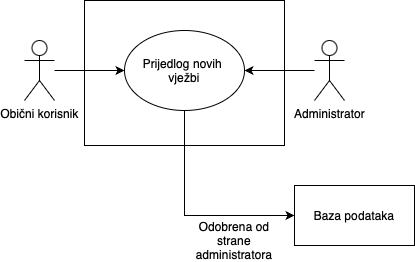 Prijedlog novih
vježbi
Obični korisnik
Administrator
Baza podataka
Odobrena od
strane
administratora